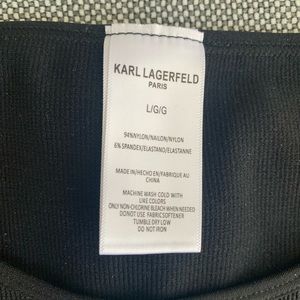 KARL LAGERFELD
PARIS
L/G/G
94%NYLON/NAILON/NYLON
6% SPANDEX/ELASTANO/ELASTANNE
MADE IN/HECHO EN/FABRIQUÉ EN
MACHINE WASH COLD WITH
LIKE COLORS
ONLY NON-CHLORINE BLEACH WHEN NEEDED
DO NOT USE FABRIC SOFTENER
TUMBLE DRY LOW
DO NOT IRON